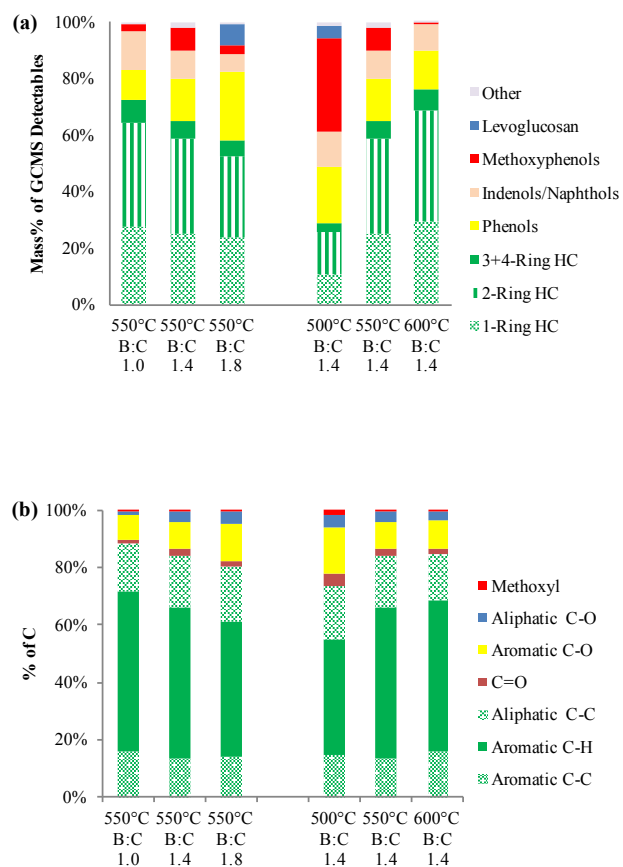 (a)
100%
80%
60%
40%
20%
0%
Mass% of GCMS Detectables
550°C 550°C 550°C 500°C 550°C 600°C
B:C B:C B:C B:C B:C B:C
1.0 1.4 1.8 1.4 1.4 1.4
Other
Levoglucosan
Methoxyphenols
Indenols/Naphthols
Phenols
3+4-Ring HC
2-Ring HC
1-Ring HC
(b)
100%
80%
60%
40%
20%
0%
% of C
550°C 550°C 550°C 500°C 550°C 600°C
B:C B:C B:C B:C B:C B:C
1.0 1.4 1.8 1.4 1.4 1.4
Methoxyl
Aliphatic C-O
Aromatic C-O
C=O
Aliphatic C-C
Aromatic C-H
Aromatic C-C